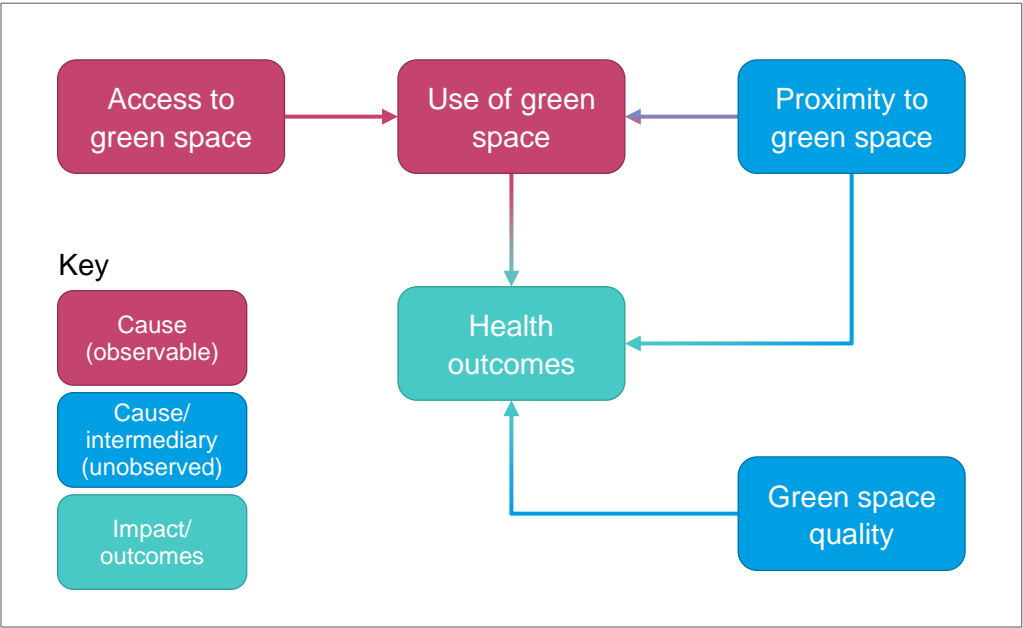 Access to
green space
Use of green
space
Proximity to
green space
Key
Cause
(observable)
Cause/
intermediary
(unobserved)
Impact/
outcomes
Health
outcomes
Green space
quality